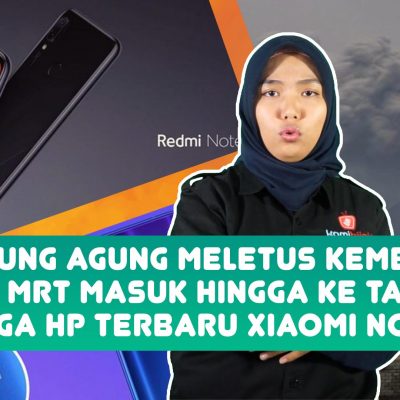 Redmi Note
UNG AGUNG MELETUS KEMB
MRT MASUK HINGGA KE TA
GA HP TERBARU XIAOMI NO